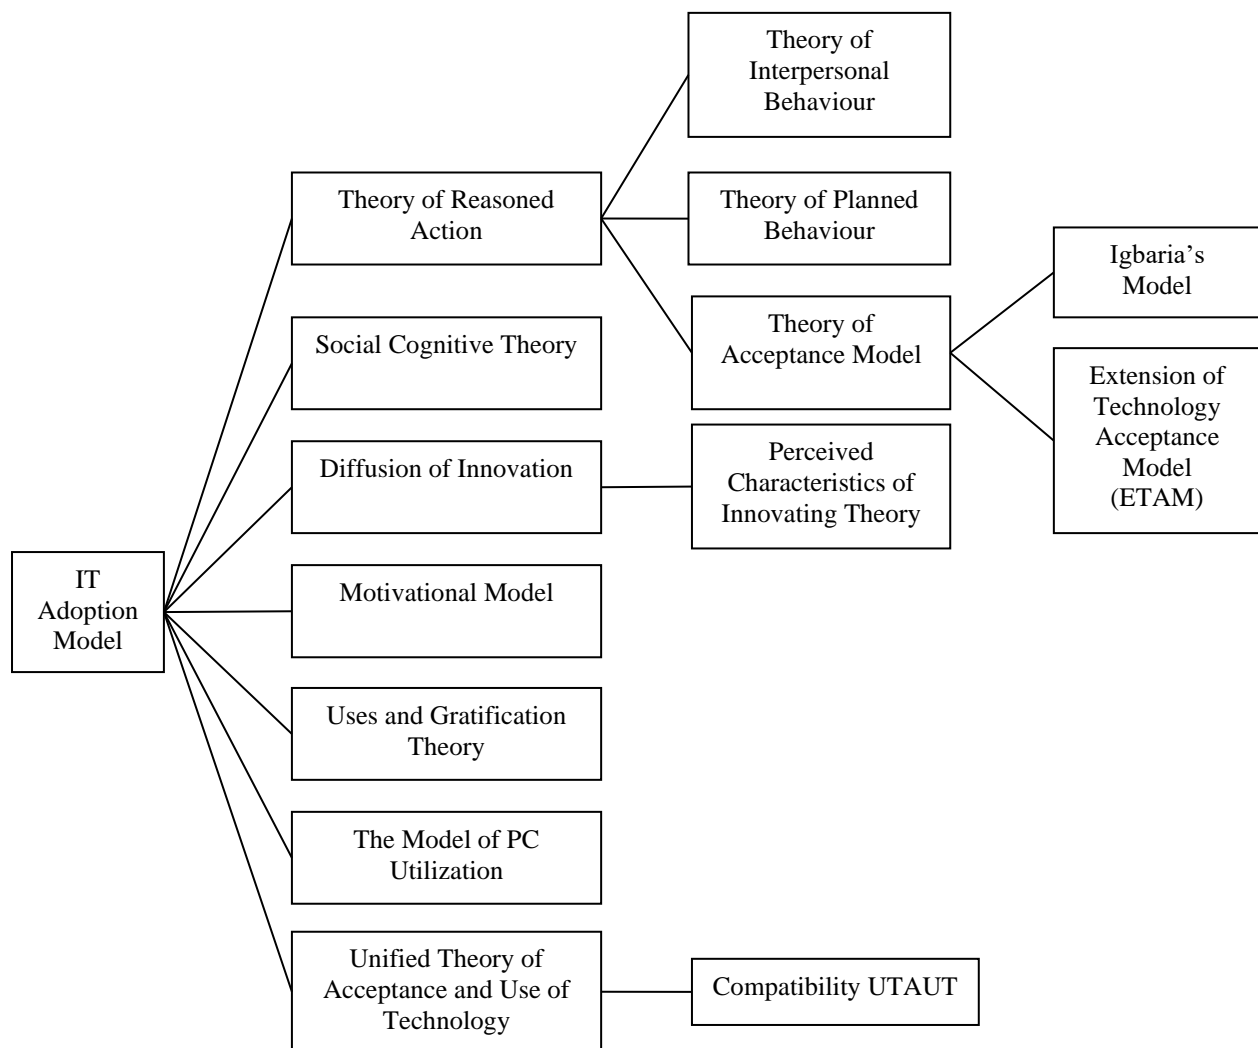 Theory of
Interpersonal
Behaviour
Theory of Reasoned
Action
Theory of Planned
Behaviour
Igbaria’s
Model
Social Cognitive Theory
Theory of
Acceptance Model
Extension of
Technology
Acceptance
Model
(ETAM)
Diffusion of Innovation
Perceived
Characteristics of
Innovating Theory
IT
Adoption
Model
Motivational Model
Uses and Gratification
Theory
The Model of PC
Utilization
Unified Theory of
Acceptance and Use of
Technology
Compatibility UTAUT